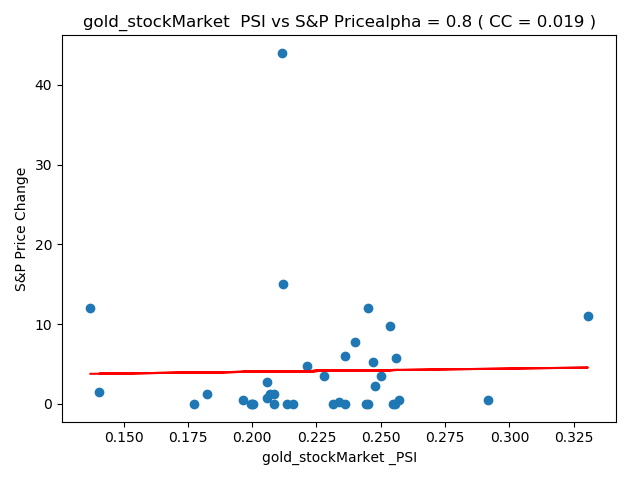 gold_stockMarket  PSI vs S&P Pricealpha = 0.8 ( CC = 0.019 )
40
30
20
10
0
S&P Price Change
0.150 0.175 0.200 0.225 0.250 0.275 0.300 0.325
gold_stockMarket _PSI